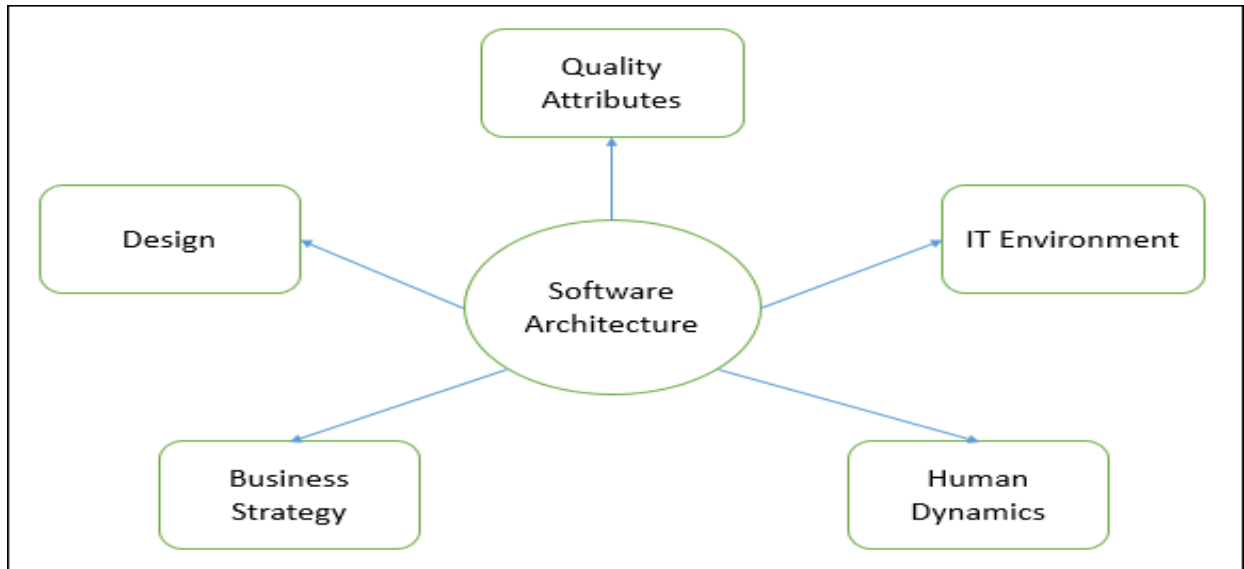 Quality
Attributes
Design
IT Environment
Software
Architecture
Business
Strategy
Human
Dynamics